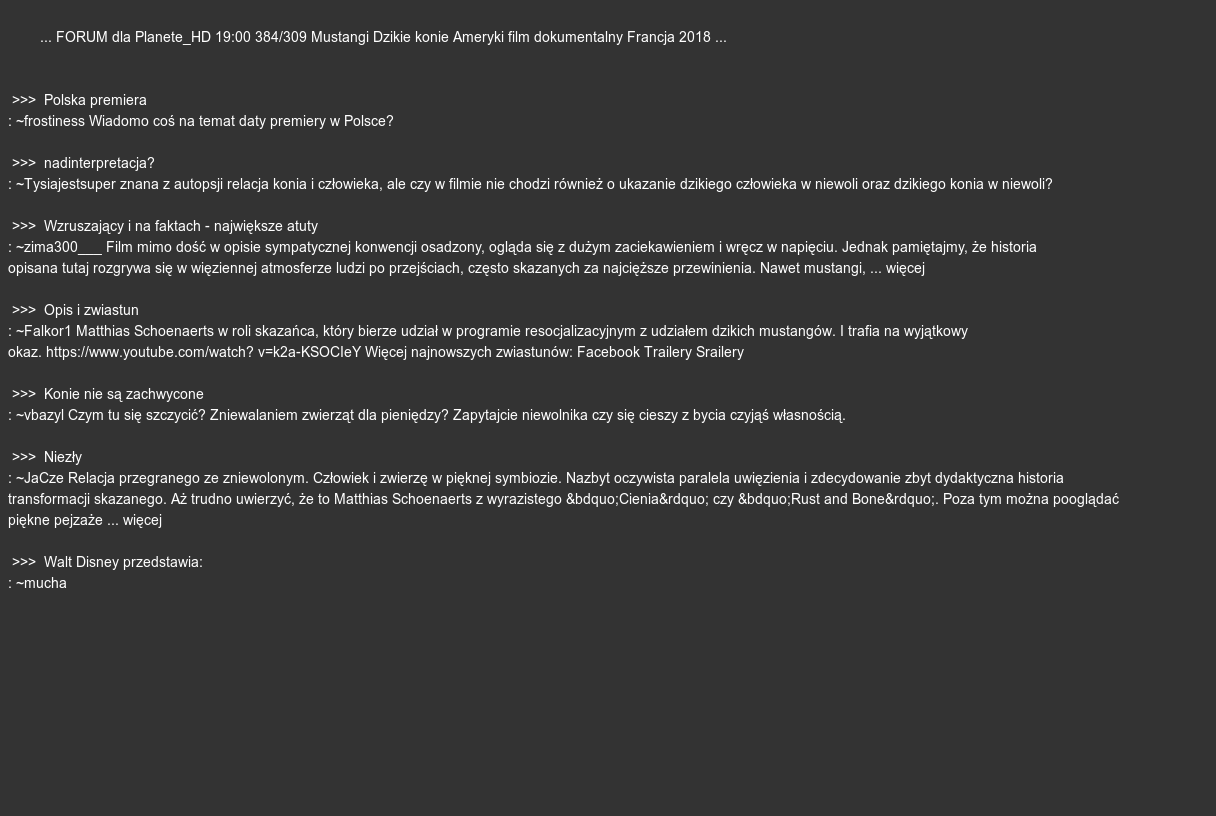 ... FORUM dla Planete_HD 19:00 384/309 Mustangi Dzikie konie Ameryki film dokumentalny Francja 2018 ...
>>> Polska premiera
: ~frostiness Wiadomo coś na temat daty premiery w Polsce?
>>> nadinterpretacja?
: ~Tysiajestsuper znana z autopsji relacja konia i człowieka, ale czy w filmie nie chodzi również o ukazanie dzikiego człowieka w niewoli oraz dzikiego konia w niewoli?
>>> Wzruszający i na faktach - największe atuty
: ~zima300___ Film mimo dość w opisie sympatycznej konwencji osadzony, ogląda się z dużym zaciekawieniem i wręcz w napięciu. Jednak pamiętajmy, że historia
opisana tutaj rozgrywa się w więziennej atmosferze ludzi po przejściach, często skazanych za najcięższe przewinienia. Nawet mustangi, ... więcej
>>> Opis i zwiastun
: ~Falkor1 Matthias Schoenaerts w roli skazańca, który bierze udział w programie resocjalizacyjnym z udziałem dzikich mustangów. I trafia na wyjątkowy
okaz. https://www.youtube.com/watch? v=k2a-KSOCIeY Więcej najnowszych zwiastunów: Facebook Trailery Srailery
>>> Konie nie są zachwycone
: ~vbazyl Czym tu się szczycić? Zniewalaniem zwierząt dla pieniędzy? Zapytajcie niewolnika czy się cieszy z bycia czyjąś własnością.
>>> Niezły
: ~JaCze Relacja przegranego ze zniewolonym. Człowiek i zwierzę w pięknej symbiozie. Nazbyt oczywista paralela uwięzienia i zdecydowanie zbyt dydaktyczna historia
transformacji skazanego. Aż trudno uwierzyć, że to Matthias Schoenaerts z wyrazistego &bdquo;Cienia&rdquo; czy &bdquo;Rust and Bone&rdquo;. Poza tym można pooglądać
piękne pejzaże ... więcej
>>> Walt Disney przedstawia:
: ~mucha